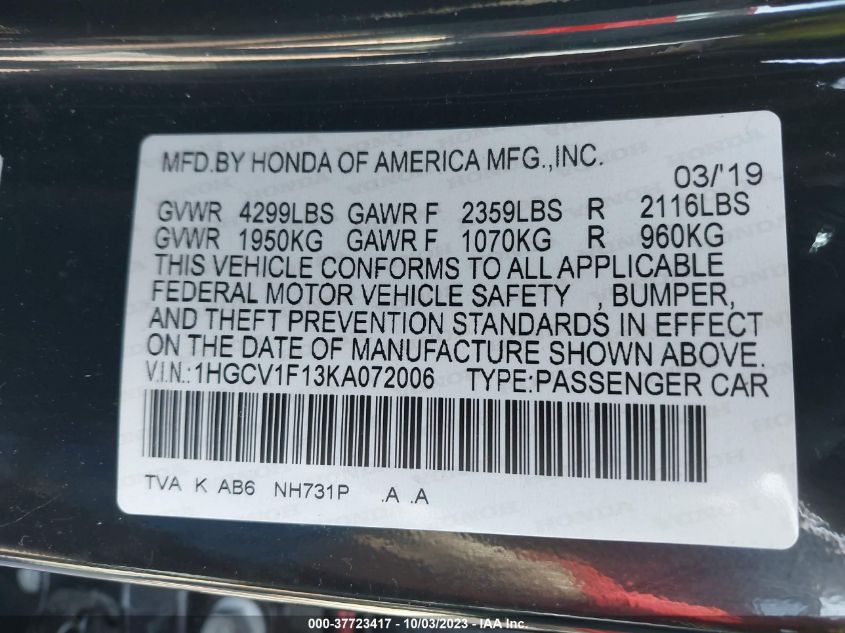 MFD.BY HONDA OF AMERICA MFG.,INC.
03/'19
GVWR 4299LBS GAWR F 2359LBS R 2116LBS
GVWR 1950KG GAWR F 1070KG R 960KG
THIS VEHICLE CONFORMS TO ALL APPLICABLE
FEDERAL MOTOR VEHICLE SAFETY , BUMPER,
AND THEFT PREVENTION STANDARDS IN EFFECT
ON THE DATE OF MANUFACTURE SHOWN ABOVE.
V.I.N.: 1HGCV1F13KA072006 TYPE:PASSENGER CAR
TVA K AB6 NH731P .A .A
000-37723417 - 10/03/2023 - IAA Inc.